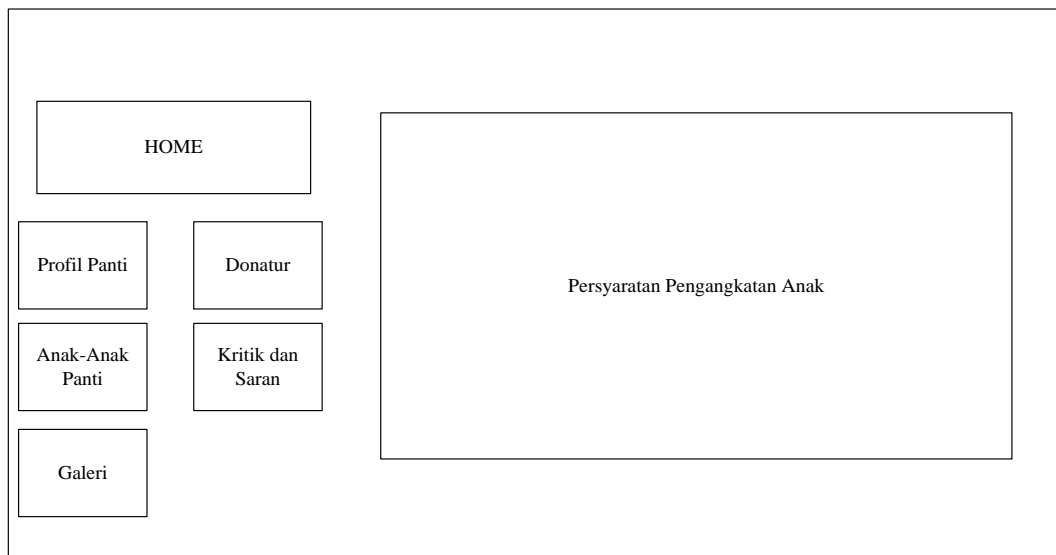 HOME
Profil Panti
Donatur
Anak-Anak
Panti
Kritik dan
Saran
Galeri
Persyaratan Pengangkatan Anak